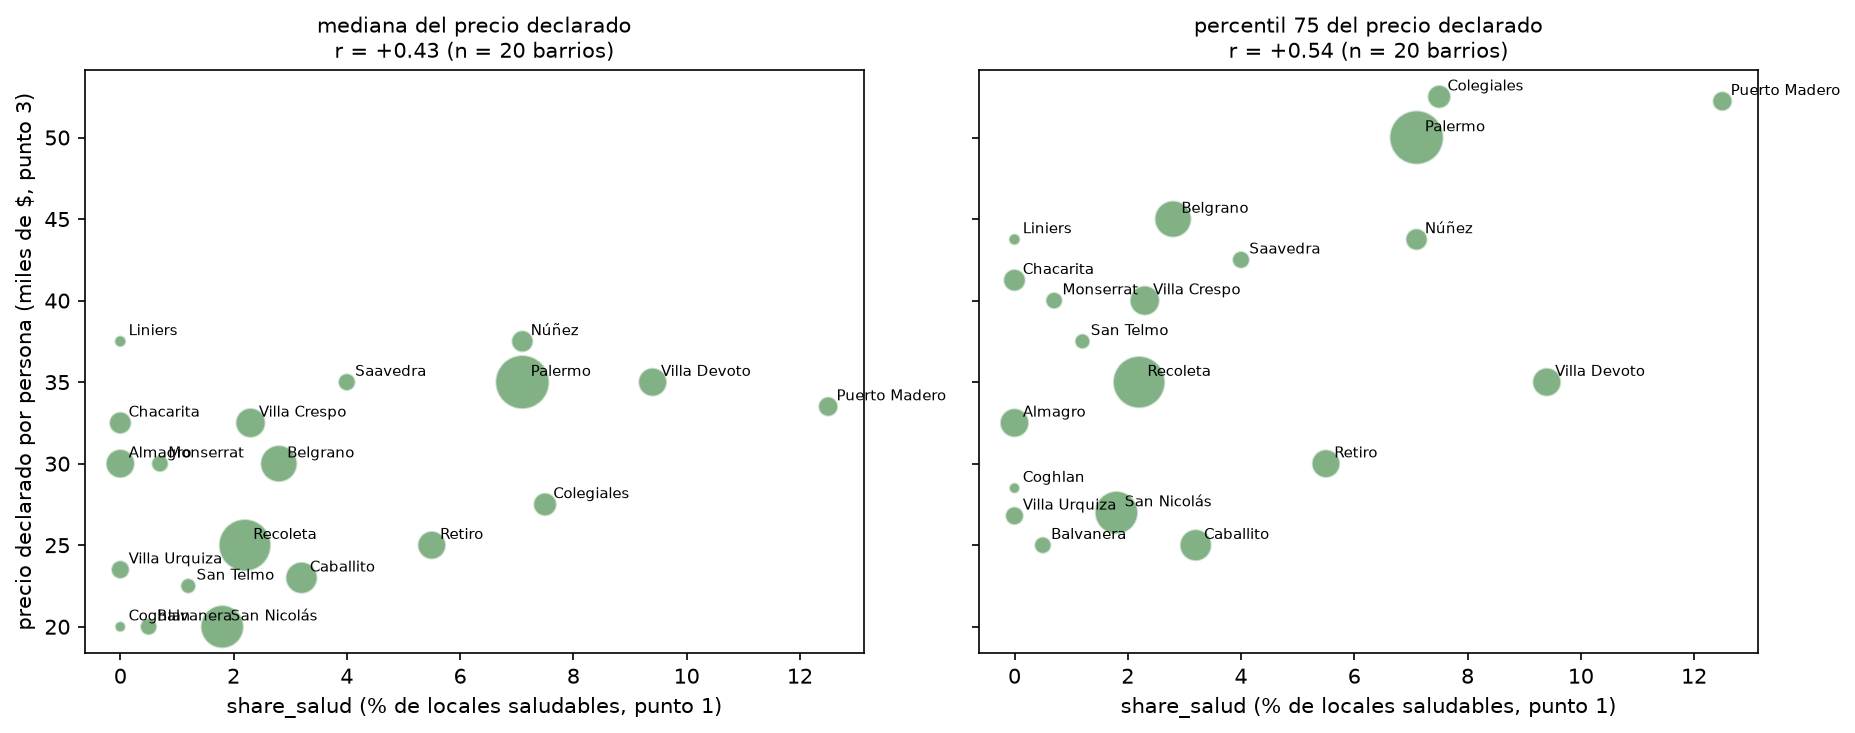 mediana del precio declarado
r = +0.43 (n = 20 barrios)
precio declarado por persona (miles de $, punto 3)
50
45
40
35
30
25
20
Liniers
Núñez
Saavedra
Palermo
Villa Devoto
Puerto Madero
Chacarita
Villa Crespo
Almagro
Monserrat
Belgrano
Colegiales
Recoleta
Retiro
Villa Urquiza
San Telmo
Caballito
Coghlan
Balvanera
San Nicolás
0 2 4 6 8 10 12
share_salud (% de locales saludables, punto 1)
percentil 75 del precio declarado
r = +0.54 (n = 20 barrios)
Colegiales
Puerto Madero
Palermo
Belgrano
Liniers
Núñez
Saavedra
Chacarita
Monserrat
Villa Crespo
San Telmo
Recoleta
Villa Devoto
Almagro
Retiro
Coghlan
Villa Urquiza
San Nicolás
Balvanera
Caballito
0 2 4 6 8 10 12
share_salud (% de locales saludables, punto 1)